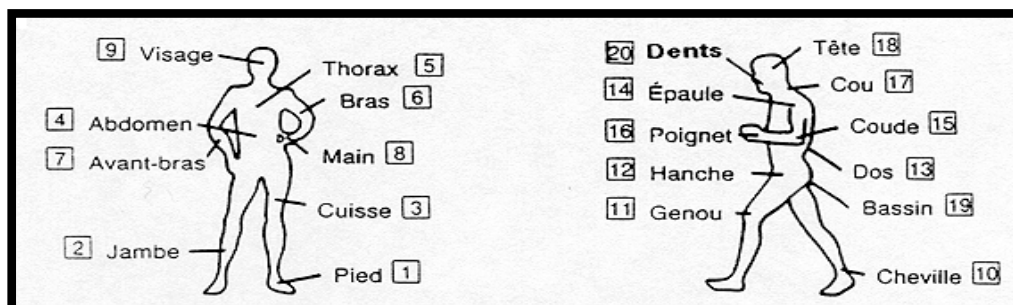 9 Visage
Thorax 5
Bras 6
4 Abdomen
7 Avant-bras
Main 8
Cuisse 3
2 Jambe
Pied 1
20 Dents
Tête 18
14 Épaule
Cou 17
16 Poignet
Coude 15
12 Hanche
Dos 13
11 Genou
Bassin 19
Cheville 10